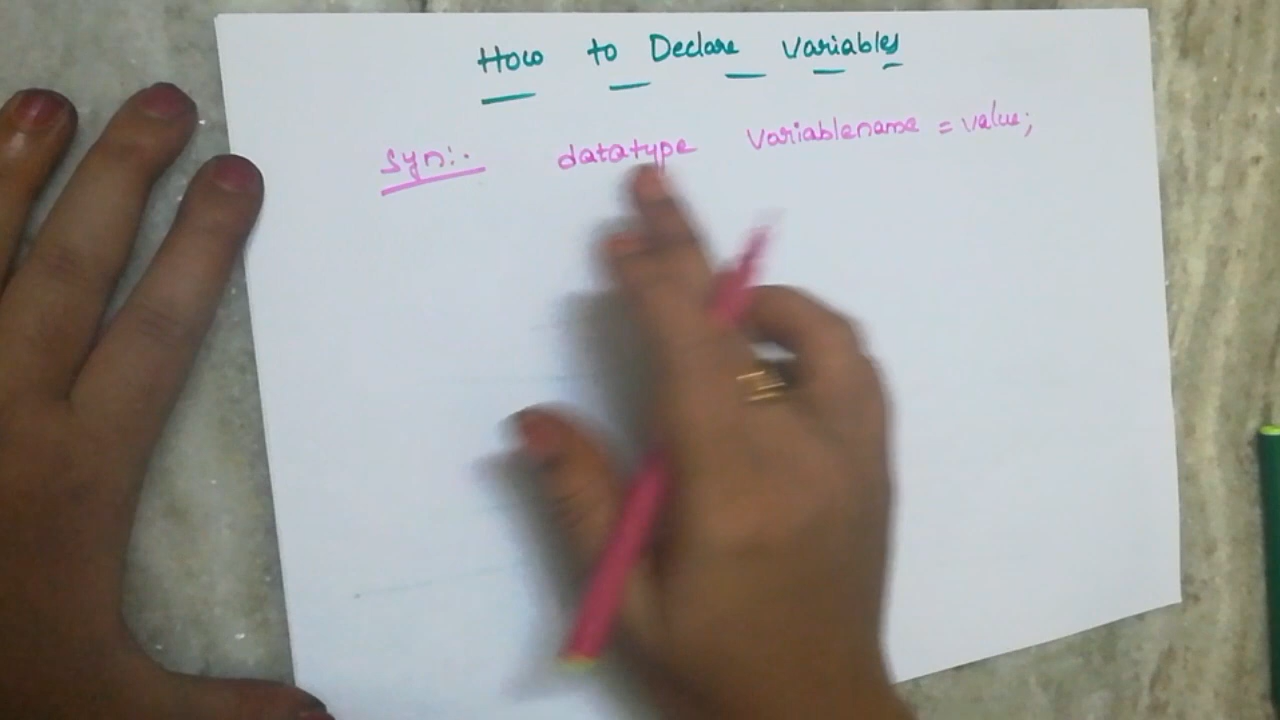 How to Declare Variables
Syn:- datatype Variablename = value;